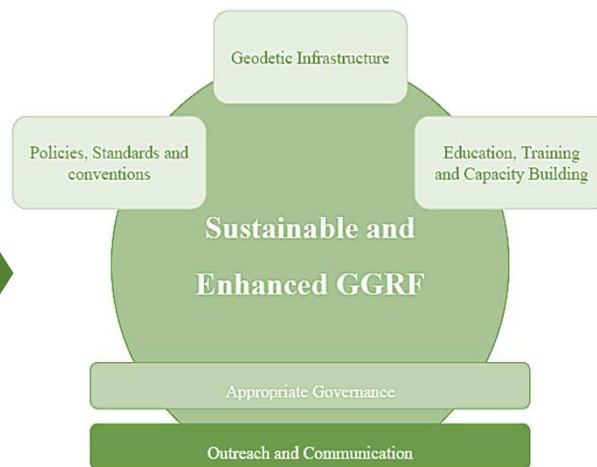 Geodetic Infrastructure
Policies, Standards and
conventions
Education, Training
and Capacity Building
Sustainable and
Enhanced GGRF
Appropriate Governance
Outreach and Communication